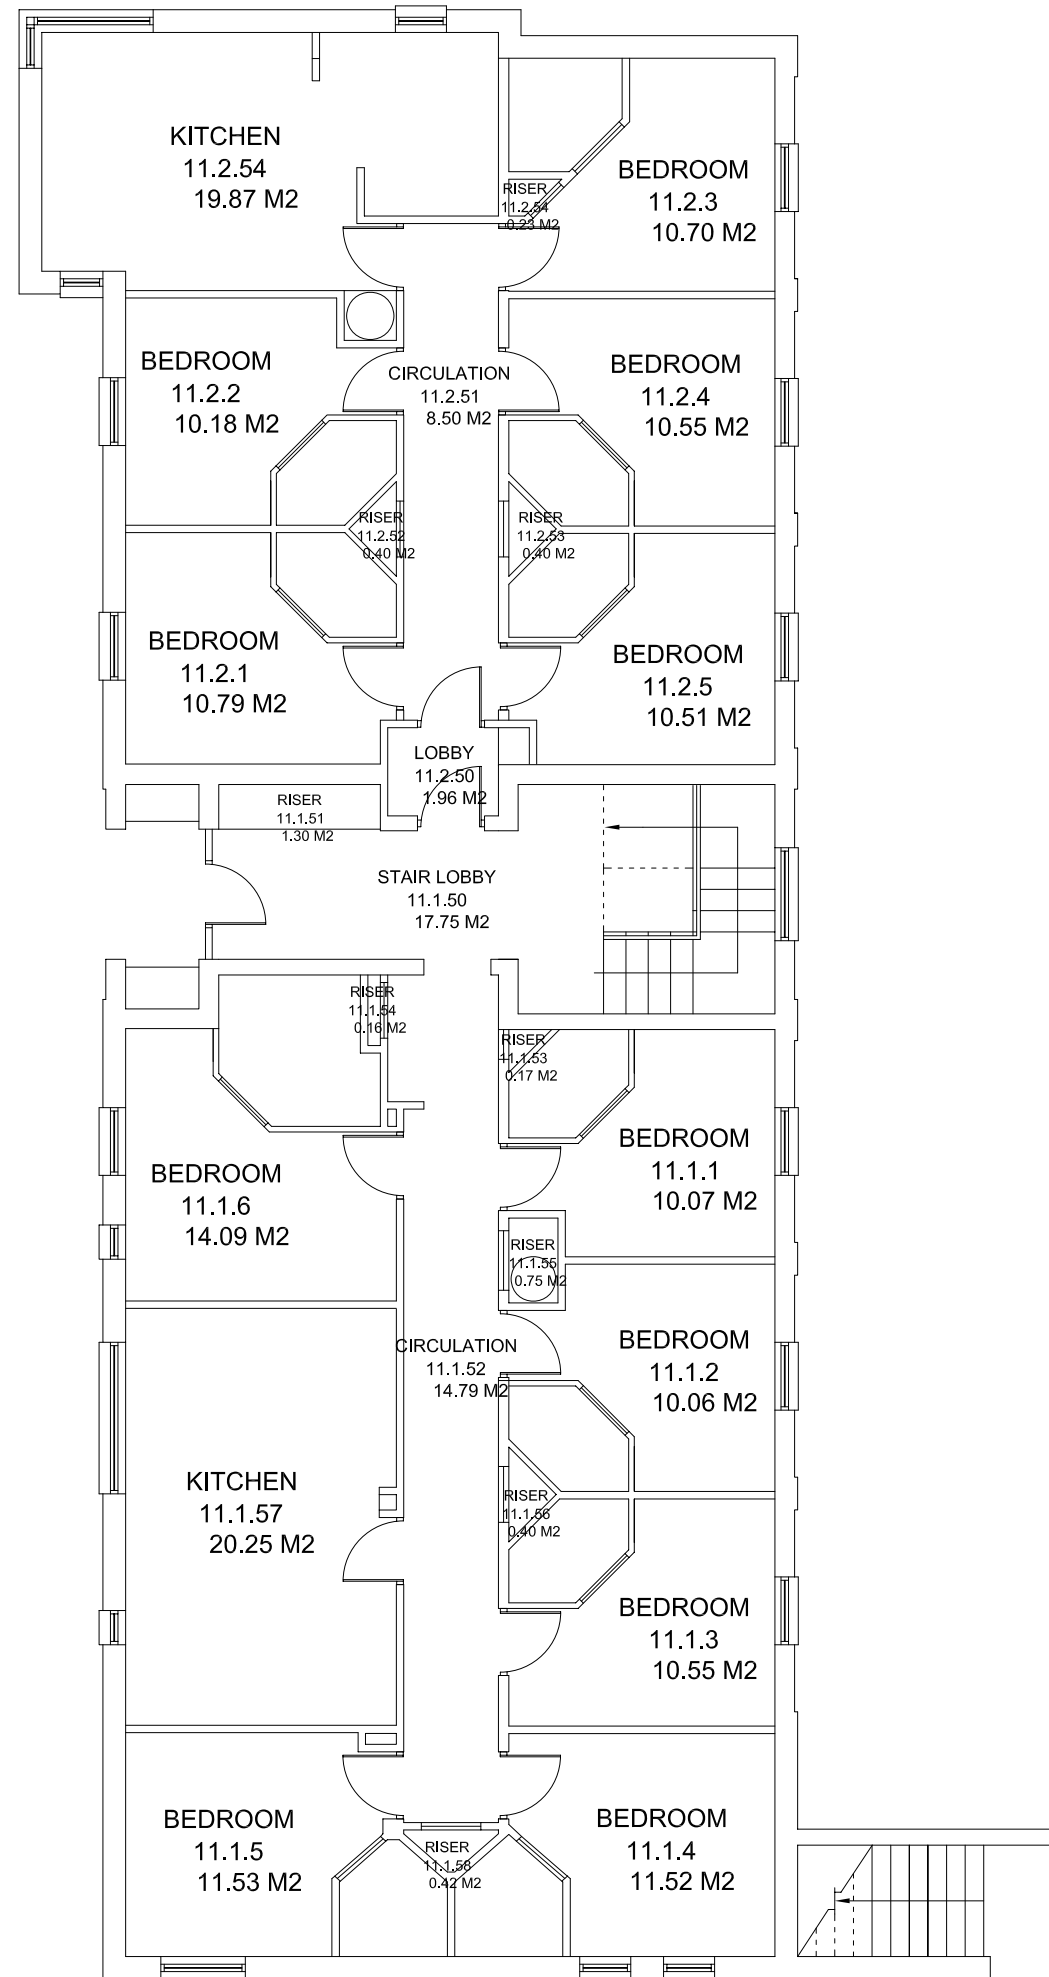 KITCHEN
11.2.54
19.87 M2
BEDROOM
11.2.3
10.70 M2
RISER
11.2.54
0.23 M2
BEDROOM
11.2.2
10.18 M2
CIRCULATION
11.2.51
8.50 M2
BEDROOM
11.2.4
10.55 M2
RISER
11.2.52
0.40 M2
RISER
11.2.53
0.40 M2
BEDROOM
11.2.1
10.79 M2
BEDROOM
11.2.5
10.51 M2
LOBBY
11.2.50
1.96 M2
RISER
11.1.51
1.30 M2
STAIR LOBBY
11.1.50
17.75 M2
RISER
11.1.54
0.16 M2
RISER
11.1.53
0.17 M2
BEDROOM
11.1.1
10.07 M2
BEDROOM
11.1.6
14.09 M2
RISER
11.1.55
0.75 M2
CIRCULATION
11.1.52
14.79 M2
BEDROOM
11.1.2
10.06 M2
KITCHEN
11.1.57
20.25 M2
RISER
11.1.56
0.40 M2
BEDROOM
11.1.3
10.55 M2
BEDROOM
11.1.5
11.53 M2
RISER
11.1.58
0.42 M2
BEDROOM
11.1.4
11.52 M2